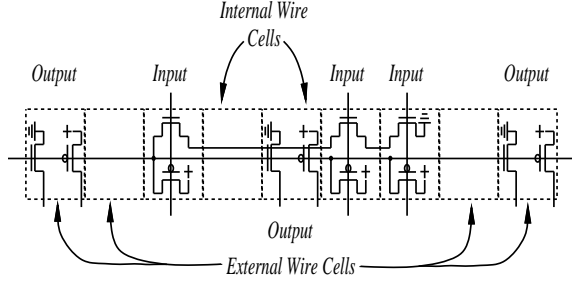 Internal Wire
Cells
Output
Input
Input
Input
Output
+
+
+
+
+
+
Output
External Wire Cells